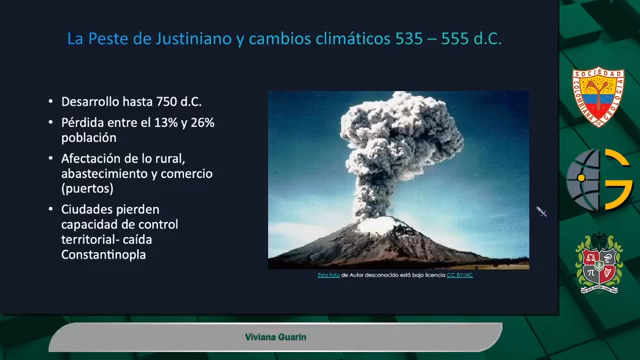 La Peste de Justiniano y cambios climáticos 535 – 555 d.C.
• Desarrollo hasta 750 d.C.
• Pérdida entre el 13% y 26%
población
• Afectación de lo rural,
abastecimiento y comercio
(puertos)
• Ciudades pierden
capacidad de control
territorial- caída
Constantinopla
Esta foto de Autor desconocido está bajo licencia CC BY-NC
SOCIEDAD
Viviana Guarin